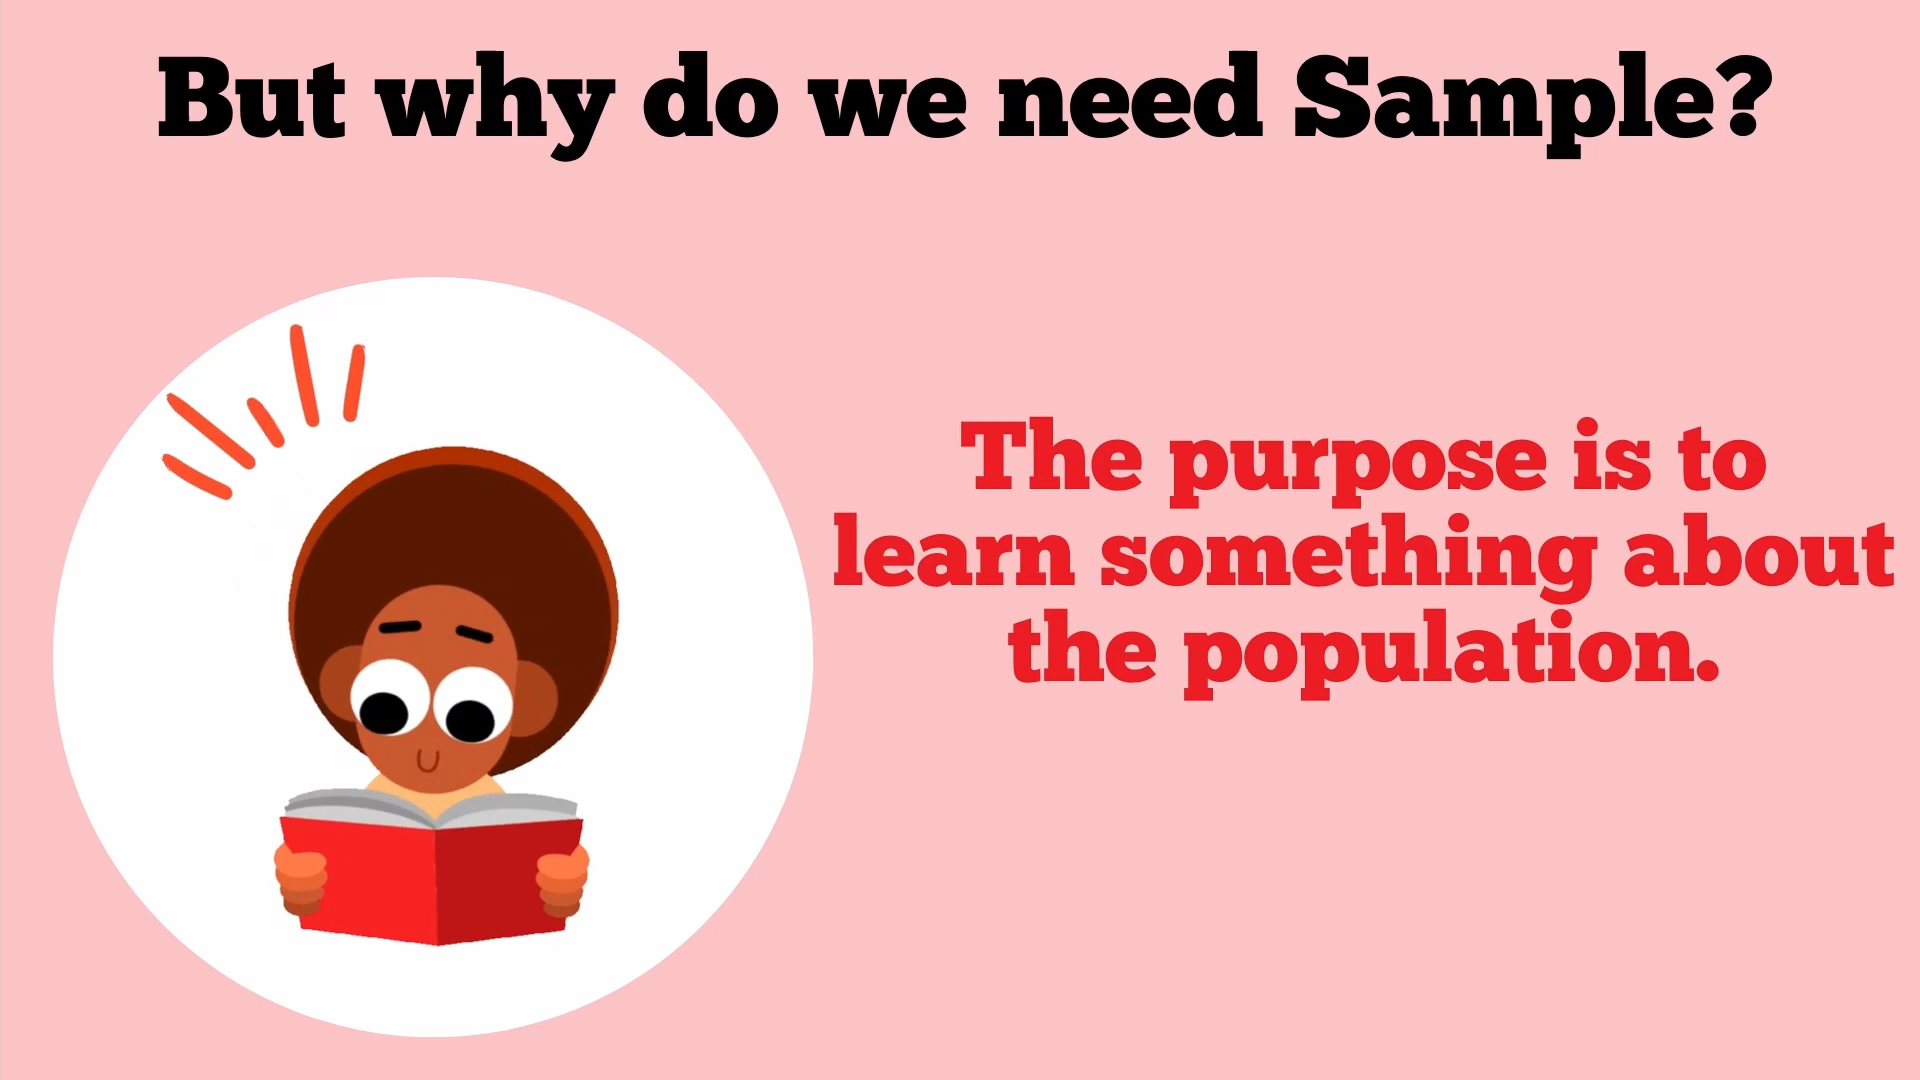 But why do we need Sample?
The purpose is to
learn something about
the population.